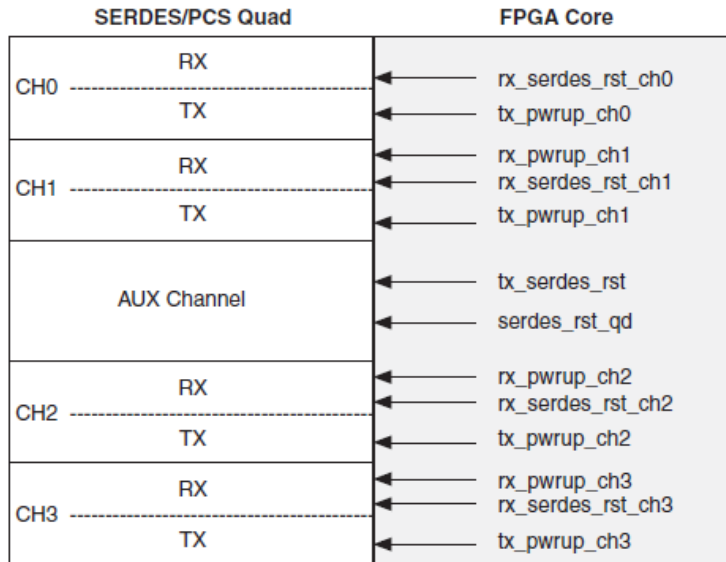 SERDES/PCS Quad
FPGA Core
RX
CH0
TX
rx_serdes_rst_ch0
tx_pwrup_ch0
RX
CH1
TX
rx_pwrup_ch1
rx_serdes_rst_ch1
tx_pwrup_ch1
AUX Channel
tx_serdes_rst
serdes_rst_qd
RX
CH2
TX
rx_pwrup_ch2
rx_serdes_rst_ch2
tx_pwrup_ch2
RX
CH3
TX
rx_pwrup_ch3
rx_serdes_rst_ch3
tx_pwrup_ch3